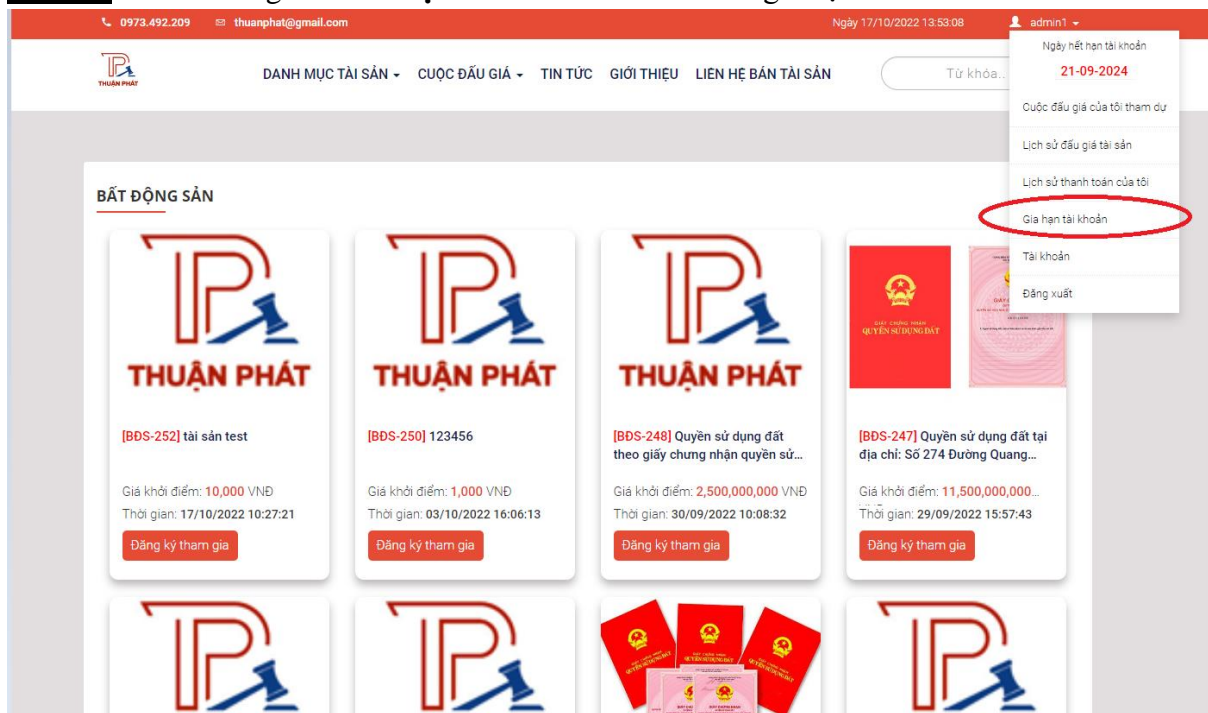 0973.492.209 thuanphat@gmail.com Ngày 17/10/2022 13:53:08 admin1
Ngày hết hạn tài khoản
21-09-2024
THUẬN PHÁT
DANH MỤC TÀI SẢN CUỘC ĐẤU GIÁ TIN TỨC GIỚI THIỆU LIÊN HỆ BÁN TÀI SẢN Từ khóa..
Cuộc đấu giá của tôi tham dự
Lịch sử đấu giá tài sản
Lịch sử thanh toán của tôi
Gia hạn tài khoản
Tài khoản
Đăng xuất
BẤT ĐỘNG SẢN
THUẬN PHÁT
[BĐS-252] tài sản test
Giá khởi điểm: 10,000 VNĐ
Thời gian: 17/10/2022 10:27:21
Đăng ký tham gia
THUẬN PHÁT
[BĐS-250] 123456
Giá khởi điểm: 1,000 VNĐ
Thời gian: 03/10/2022 16:06:13
Đăng ký tham gia
THUẬN PHÁT
[BĐS-248] Quyền sử dụng đất
theo giấy chưng nhận quyền sử...
Giá khởi điểm: 2,500,000,000 VNĐ
Thời gian: 30/09/2022 10:08:32
Đăng ký tham gia
GIẤY CHỨNG NHẬN
QUYỀN SỬ DỤNG ĐẤT
[BĐS-247] Quyền sử dụng đất tại
địa chỉ: Số 274 Đường Quang...
Giá khởi điểm: 11,500,000,000...
Thời gian: 29/09/2022 15:57:43
Đăng ký tham gia